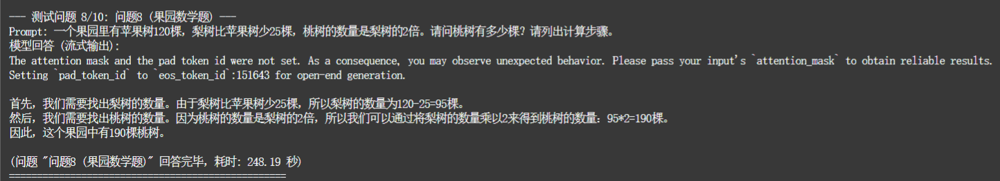 --- 测试问题 8/10: 问题8 (果园数学题) ---
Prompt: 一个果园里有苹果树120棵，梨树比苹果树少25棵，桃树的数量是梨树的2倍。请问桃树有多少棵？请列出计算步骤。
模型回答 (流式输出):
The attention mask and the pad token id were not set. As a consequence, you may observe unexpected behavior. Please pass your input's `attention_mask` to obtain reliable results.
Setting `pad_token_id` to `eos_token_id`:151643 for open-end generation.
首先，我们需要找出梨树的数量。由于梨树比苹果树少25棵，所以梨树的数量为120-25=95棵。
然后，我们需要找出桃树的数量。因为桃树的数量是梨树的2倍，所以我们可以通过将梨树的数量乘以2来得到桃树的数量：95*2=190棵。
因此，这个果园中有190棵桃树。
(问题 "问题8 (果园数学题)" 回答完毕，耗时: 248.19 秒)
==================================================